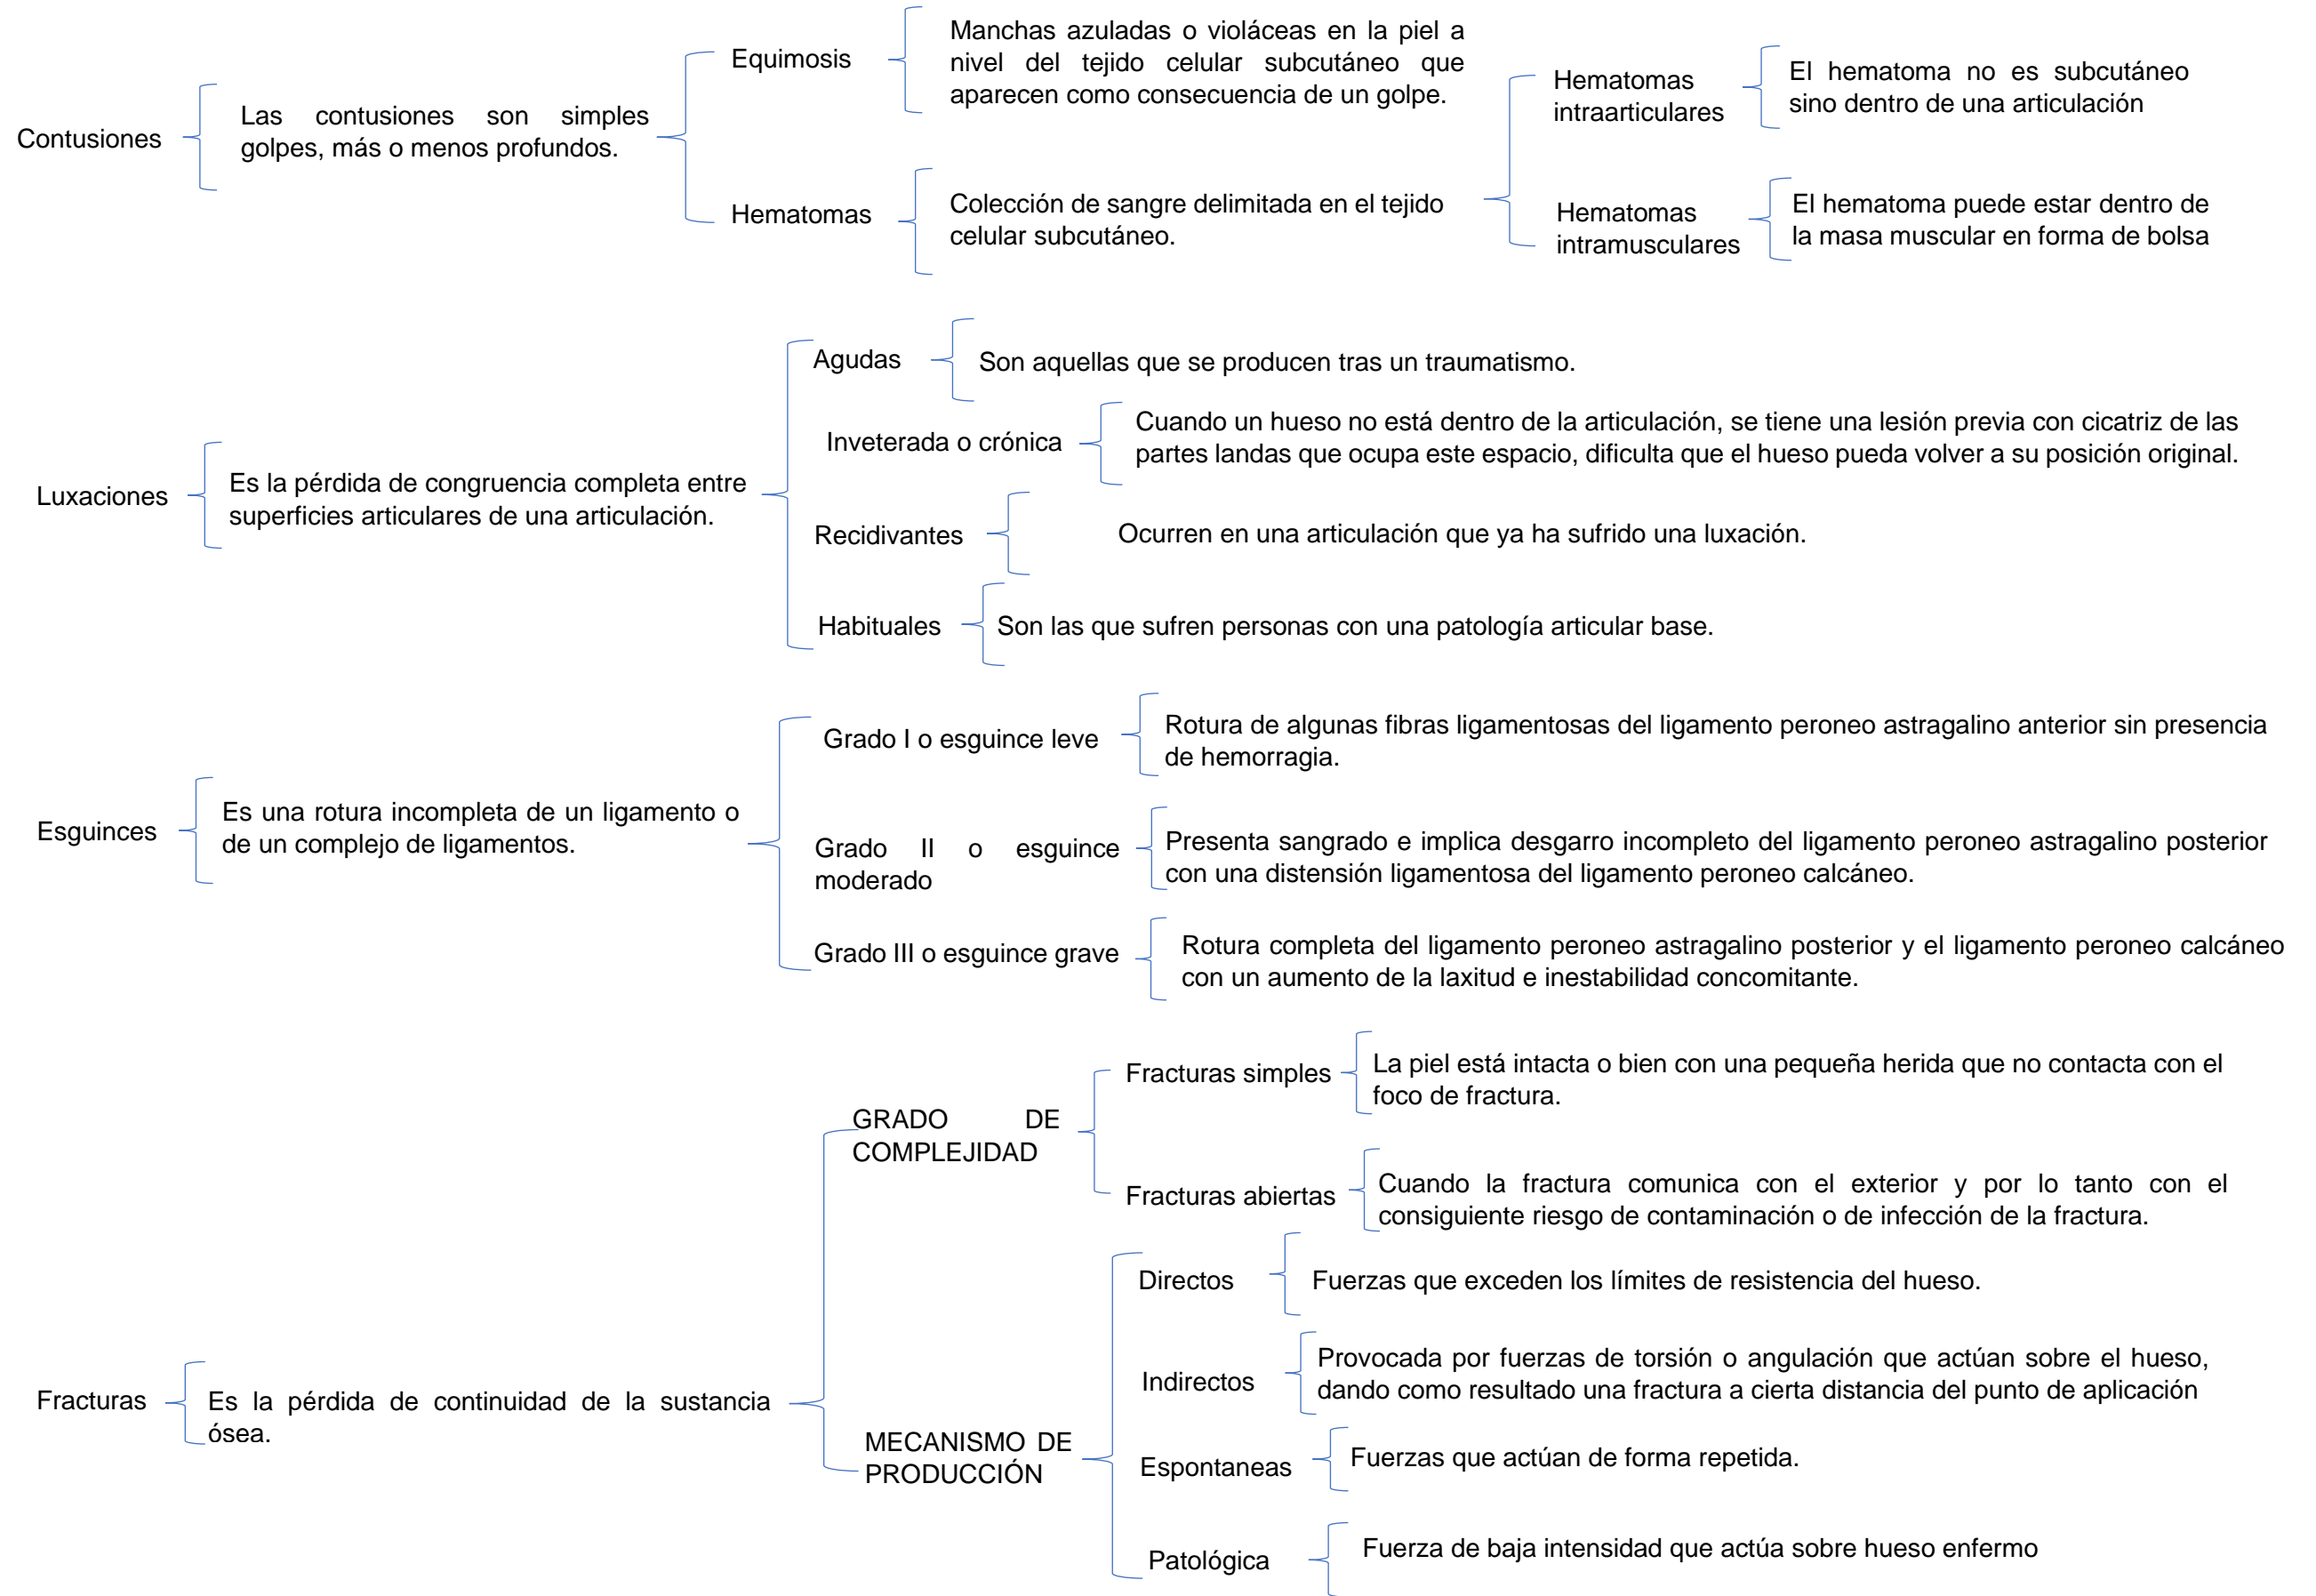 Contusiones
Las contusiones son simples
golpes, más o menos profundos.
Equimosis
Manchas azuladas o violáceas en la piel a
nivel del tejido celular subcutáneo que
aparecen como consecuencia de un golpe.
Hematomas
Colección de sangre delimitada en el tejido
celular subcutáneo.
Hematomas
intraarticulares
El hematoma no es subcutáneo
sino dentro de una articulación
Hematomas
intramusculares
El hematoma puede estar dentro de
la masa muscular en forma de bolsa
Luxaciones
Es la pérdida de congruencia completa entre
superficies articulares de una articulación.
Agudas
Son aquellas que se producen tras un traumatismo.
Inveterada o crónica
Cuando un hueso no está dentro de la articulación, se tiene una lesión previa con cicatriz de las
partes landas que ocupa este espacio, dificulta que el hueso pueda volver a su posición original.
Recidivantes
Ocurren en una articulación que ya ha sufrido una luxación.
Habituales
Son las que sufren personas con una patología articular base.
Esguinces
Es una rotura incompleta de un ligamento o
de un complejo de ligamentos.
Grado I o esguince leve
Rotura de algunas fibras ligamentosas del ligamento peroneo astragalino anterior sin presencia
de hemorragia.
Grado II o esguince
moderado
Presenta sangrado e implica desgarro incompleto del ligamento peroneo astragalino posterior
con una distensión ligamentosa del ligamento peroneo calcáneo.
Grado III o esguince grave
Rotura completa del ligamento peroneo astragalino posterior y el ligamento peroneo calcáneo
con un aumento de la laxitud e inestabilidad concomitante.
Fracturas
Es la pérdida de continuidad de la sustancia
ósea.
GRADO DE
COMPLEJIDAD
Fracturas simples
La piel está intacta o bien con una pequeña herida que no contacta con el
foco de fractura.
Fracturas abiertas
Cuando la fractura comunica con el exterior y por lo tanto con el
consiguiente riesgo de contaminación o de infección de la fractura.
MECANISMO DE
PRODUCCIÓN
Directos
Fuerzas que exceden los límites de resistencia del hueso.
Indirectos
Provocada por fuerzas de torsión o angulación que actúan sobre el hueso,
dando como resultado una fractura a cierta distancia del punto de aplicación
Espontaneas
Fuerzas que actúan de forma repetida.
Patológica
Fuerza de baja intensidad que actúa sobre hueso enfermo